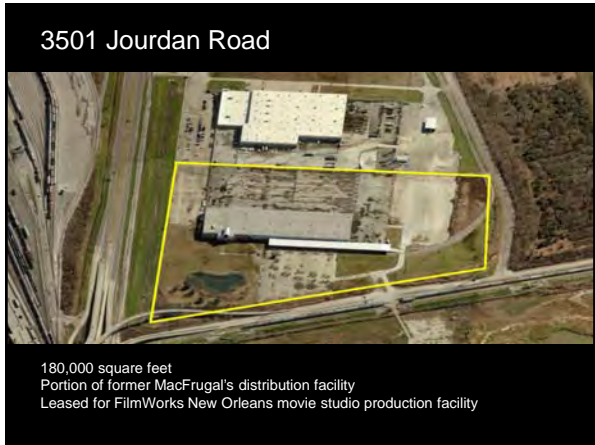 3501 Jourdan Road
180,000 square feet
Portion of former MacFrugal's distribution facility
Leased for FilmWorks New Orleans movie studio production facility